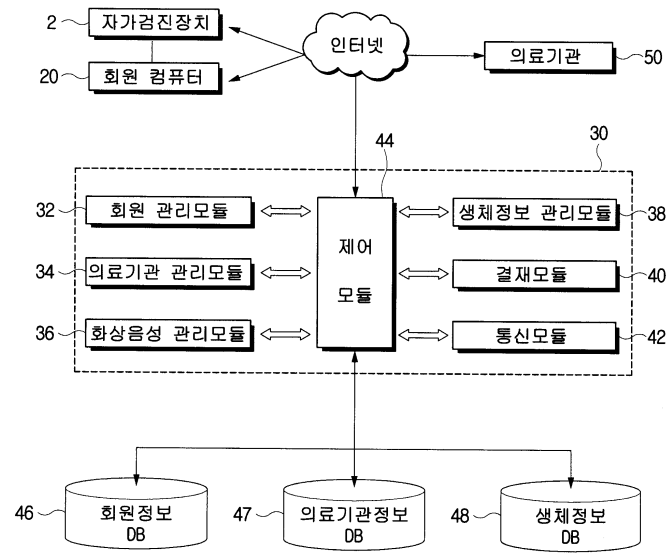 2
자가검진장치
20
회원 컴퓨터
인터넷
의료기관
50
44
30
32
회원 관리모듈
34
의료기관 관리모듈
36
화상음성 관리모듈
제어
모듈
생체정보 관리모듈
38
결재모듈
40
통신모듈
42
46
회원정보
DB
47
의료기관정보
DB
48
생체정보
DB